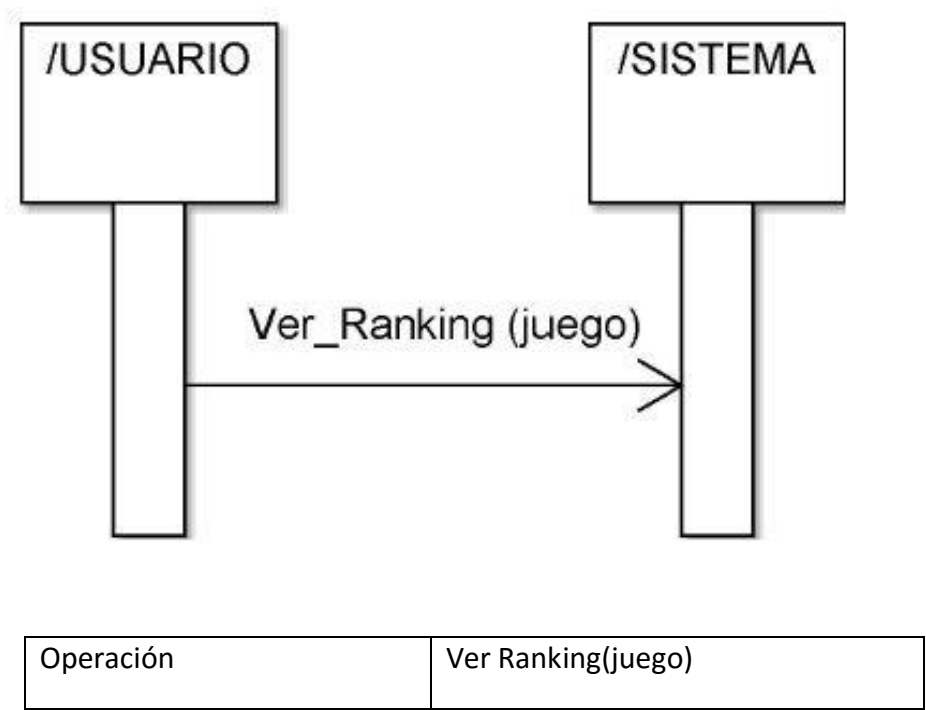 /USUARIO
/SISTEMA
Ver_Ranking (juego)
Operación
Ver Ranking(juego)